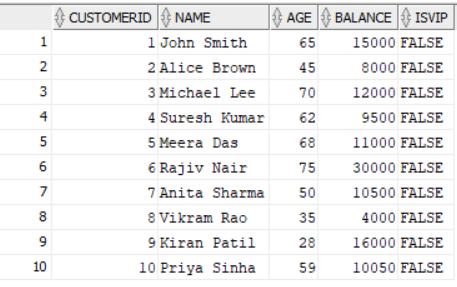 CUSTOMERID NAME AGE BALANCE ISVIP
1 1 John Smith 65 15000 FALSE
2 2 Alice Brown 45 8000 FALSE
3 3 Michael Lee 70 12000 FALSE
4 4 Suresh Kumar 62 9500 FALSE
5 5 Meera Das 68 11000 FALSE
6 6 Rajiv Nair 75 30000 FALSE
7 7 Anita Sharma 50 10500 FALSE
8 8 Vikram Rao 35 4000 FALSE
9 9 Kiran Patil 28 16000 FALSE
10 10 Priya Sinha 59 10050 FALSE